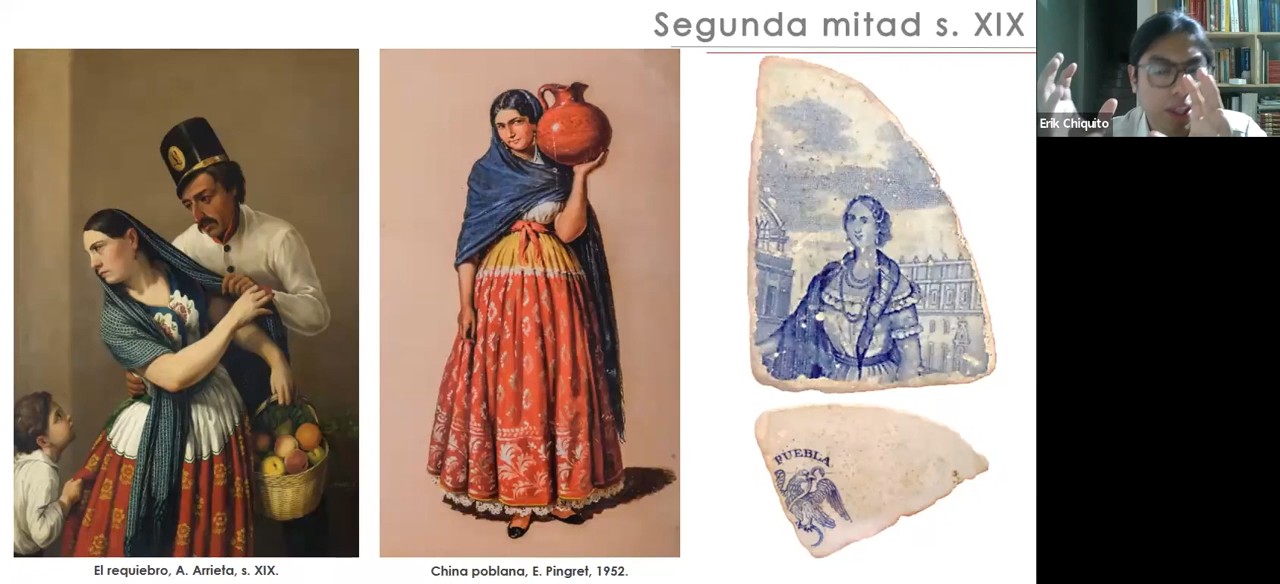 Segunda mitad s. XIX
Erik Chiquito
PUEBLA
El requiebro, A. Arrieta, s. XIX.
China poblana, E. Pingret, 1952.